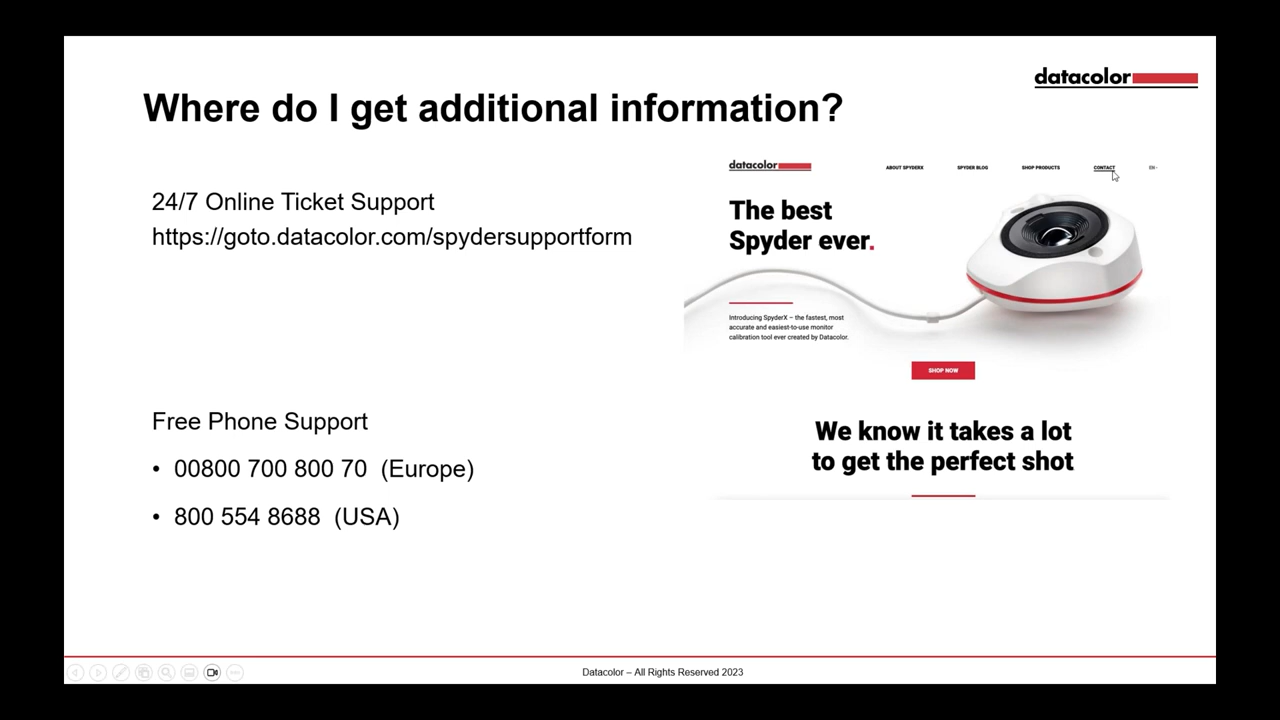 datacolor
Where do I get additional information?
24/7 Online Ticket Support
https://goto.datacolor.com/spydersupportform
Free Phone Support
• 00800 700 800 70 (Europe)
• 800 554 8688 (USA)
datacolor
ABOUT SPYDERX SPYDER BLOG SHOP PRODUCTS CONTACT EN
The best
Spyder ever.
Introducing SpyderX – the fastest, most
accurate and easiest-to-use monitor
calibration tool ever created by Datacolor.
SHOP NOW
We know it takes a lot
to get the perfect shot
Datacolor – All Rights Reserved 2023